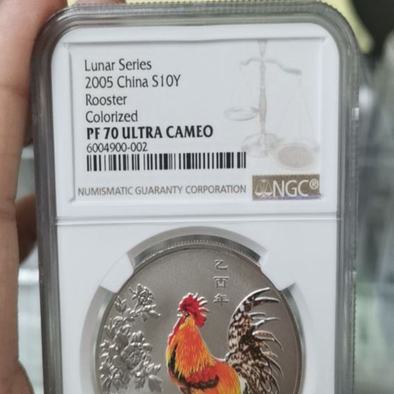 Lunar Series
2005 China S10Y
Rooster
Colorized
PF 70 ULTRA CAMEO
6004900-002
NUMISMATIC GUARANTY CORPORATION
NGC®
乙酉年